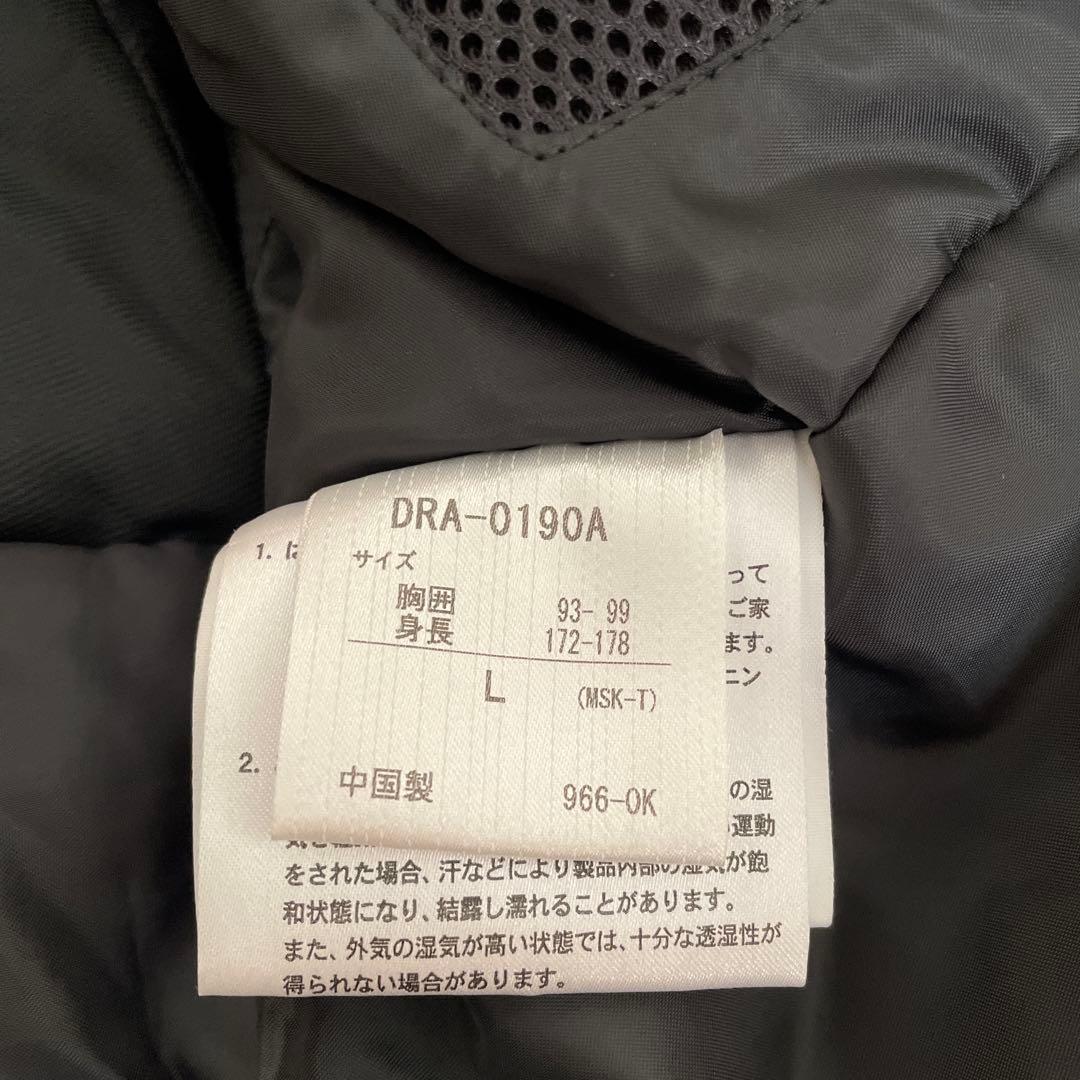 DRA-0190A
サイズ
胸囲 93- 99
身長 172-178
L (MSK-T)
中国製 966-OK
1. は
って
ご家
ます。
ニン
2.
の湿
運動
をされた場合、汗などにより製品内部の湿気が飽
和状態になり、結露し濡れることがあります。
また、外気の湿気が高い状態では、十分な透湿性が
得られない場合があります。